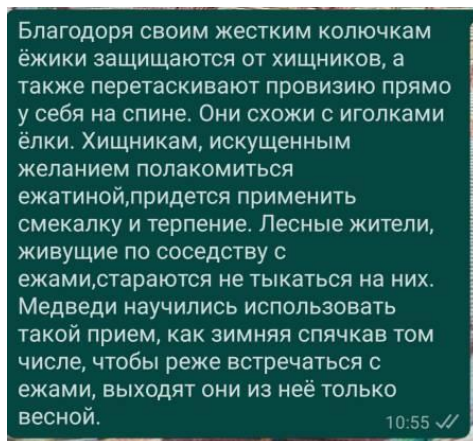 Благодоря своим жестким колючкам
ёжики защищаются от хищников, а
также перетаскивают провизию прямо
у себя на спине. Они схожи с иголками
ёлки. Хищникам, искущенным
желанием полакомиться
ежатиной,придется применить
смекалку и терпение. Лесные жители,
живущие по соседству с
ежами,стараются не тыкаться на них.
Медведи научились использовать
такой прием, как зимняя спячкав том
числе, чтобы реже встречаться с
ежами, выходят они из неё только
весной.
10:55